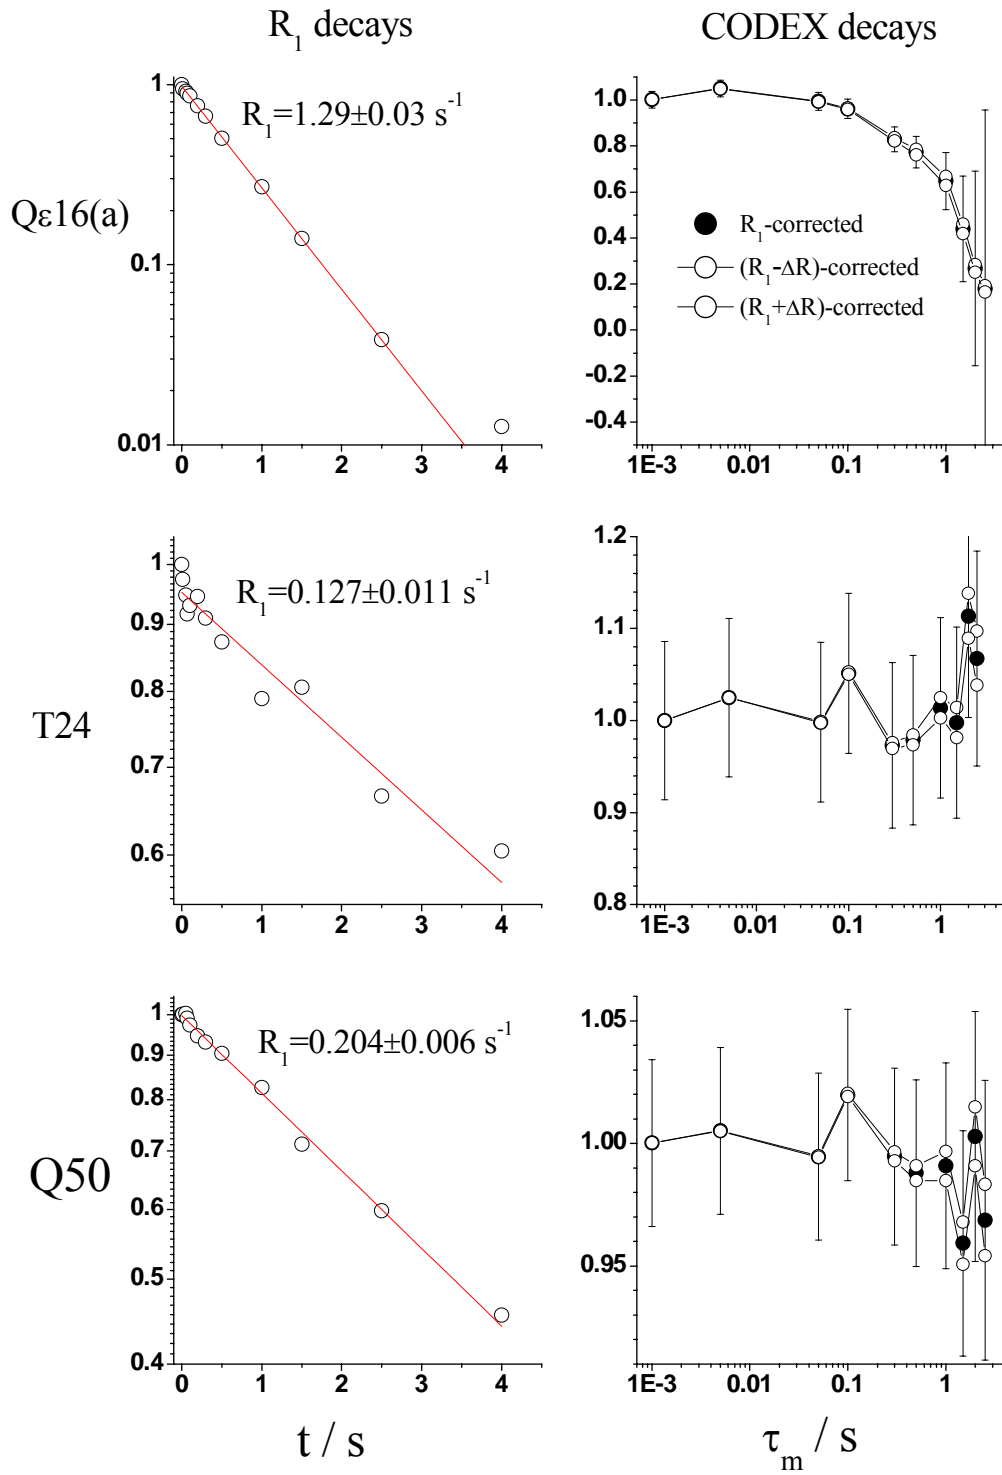 R₁ decays
CODEX decays
Qε16(a)
1
0.1
0.01
0 1 2 3 4
R₁=1.29±0.03 s⁻¹
1.0
0.8
0.6
0.4
0.2
0.0
-0.2
-0.4
1E-3 0.01 0.1 1
R₁-corrected
(R₁-ΔR)-corrected
(R₁+ΔR)-corrected
T24
1
0.9
0.8
0.7
0.6
0 1 2 3 4
R₁=0.127±0.011 s⁻¹
1.2
1.1
1.0
0.9
0.8
1E-3 0.01 0.1 1
Q50
1
0.9
0.8
0.7
0.6
0.5
0.4
0 1 2 3 4
R₁=0.204±0.006 s⁻¹
1.05
1.00
0.95
1E-3 0.01 0.1 1
t / s
τₘ / s